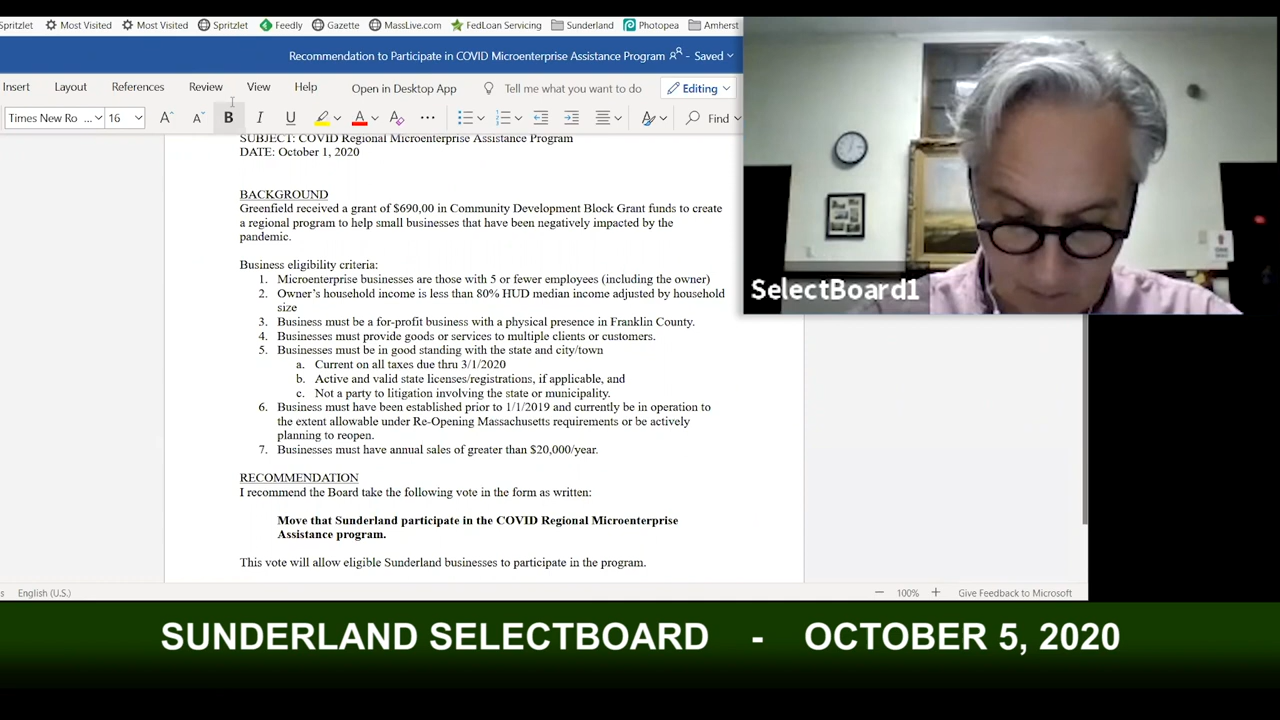 Spritzlet Most Visited Most Visited Spritzlet Feedly Gazette MassLive.com FedLoan Servicing Sunderland Photopea Amherst
Recommendation to Participate in COVID Microenterprise Assistance Program - Saved
Insert Layout References Review View Help Open in Desktop App Tell me what you want to do Editing
Times New Ro ... 16 A A B I U A A ... Find
SUBJECT: COVID Regional Microenterprise Assistance Program
DATE: October 1, 2020
BACKGROUND
Greenfield received a grant of $690,00 in Community Development Block Grant funds to create
a regional program to help small businesses that have been negatively impacted by the
pandemic.
Business eligibility criteria:
1. Microenterprise businesses are those with 5 or fewer employees (including the owner)
2. Owner's household income is less than 80% HUD median income adjusted by household
size
3. Business must be a for-profit business with a physical presence in Franklin County.
4. Businesses must provide goods or services to multiple clients or customers.
5. Businesses must be in good standing with the state and city/town
a. Current on all taxes due thru 3/1/2020
b. Active and valid state licenses/registrations, if applicable, and
c. Not a party to litigation involving the state or municipality.
6. Business must have been established prior to 1/1/2019 and currently be in operation to
the extent allowable under Re-Opening Massachusetts requirements or be actively
planning to reopen.
7. Businesses must have annual sales of greater than $20,000/year.
RECOMMENDATION
I recommend the Board take the following vote in the form as written:
Move that Sunderland participate in the COVID Regional Microenterprise
Assistance program.
This vote will allow eligible Sunderland businesses to participate in the program.
s English (U.S.) 100% Give Feedback to Microsoft
SelectBoard1
SUNDERLAND SELECTBOARD - OCTOBER 5, 2020